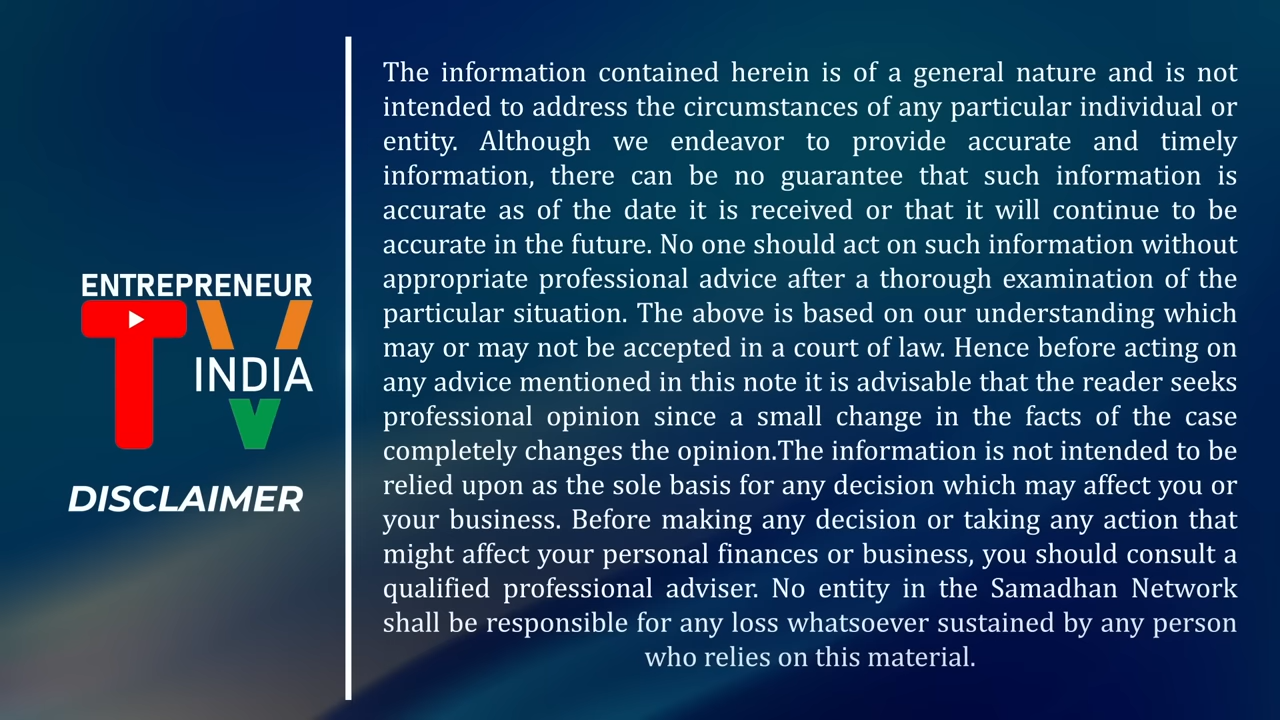 ENTREPRENEUR
TV
INDIA
DISCLAIMER
The information contained herein is of a general nature and is not
intended to address the circumstances of any particular individual or
entity. Although we endeavor to provide accurate and timely
information, there can be no guarantee that such information is
accurate as of the date it is received or that it will continue to be
accurate in the future. No one should act on such information without
appropriate professional advice after a thorough examination of the
particular situation. The above is based on our understanding which
may or may not be accepted in a court of law. Hence before acting on
any advice mentioned in this note it is advisable that the reader seeks
professional opinion since a small change in the facts of the case
completely changes the opinion.The information is not intended to be
relied upon as the sole basis for any decision which may affect you or
your business. Before making any decision or taking any action that
might affect your personal finances or business, you should consult a
qualified professional adviser. No entity in the Samadhan Network
shall be responsible for any loss whatsoever sustained by any person
who relies on this material.